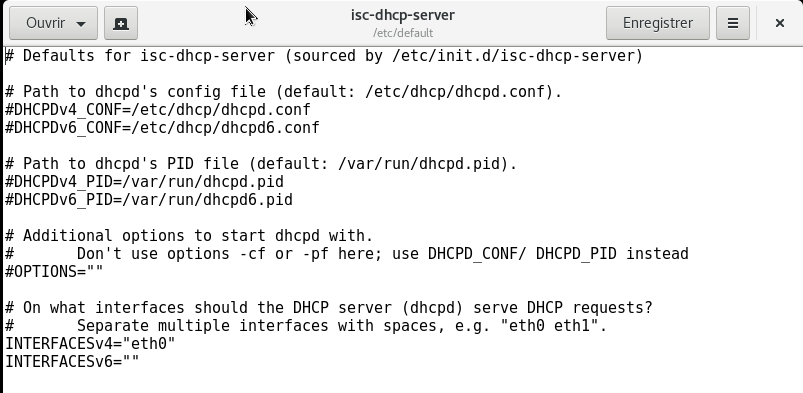 Ouvrir
isc-dhcp-server
/etc/default
Enregistrer
# Defaults for isc-dhcp-server (sourced by /etc/init.d/isc-dhcp-server)
# Path to dhcpd's config file (default: /etc/dhcp/dhcpd.conf).
#DHCPDv4_CONF=/etc/dhcp/dhcpd.conf
#DHCPDv6_CONF=/etc/dhcp/dhcpd6.conf
# Path to dhcpd's PID file (default: /var/run/dhcpd.pid).
#DHCPDv4_PID=/var/run/dhcpd.pid
#DHCPDv6_PID=/var/run/dhcpd6.pid
# Additional options to start dhcpd with.
#       Don't use options -cf or -pf here; use DHCPD_CONF/ DHCPD_PID instead
#OPTIONS=""
# On what interfaces should the DHCP server (dhcpd) serve DHCP requests?
#       Separate multiple interfaces with spaces, e.g. "eth0 eth1".
INTERFACESv4="eth0"
INTERFACESv6=""